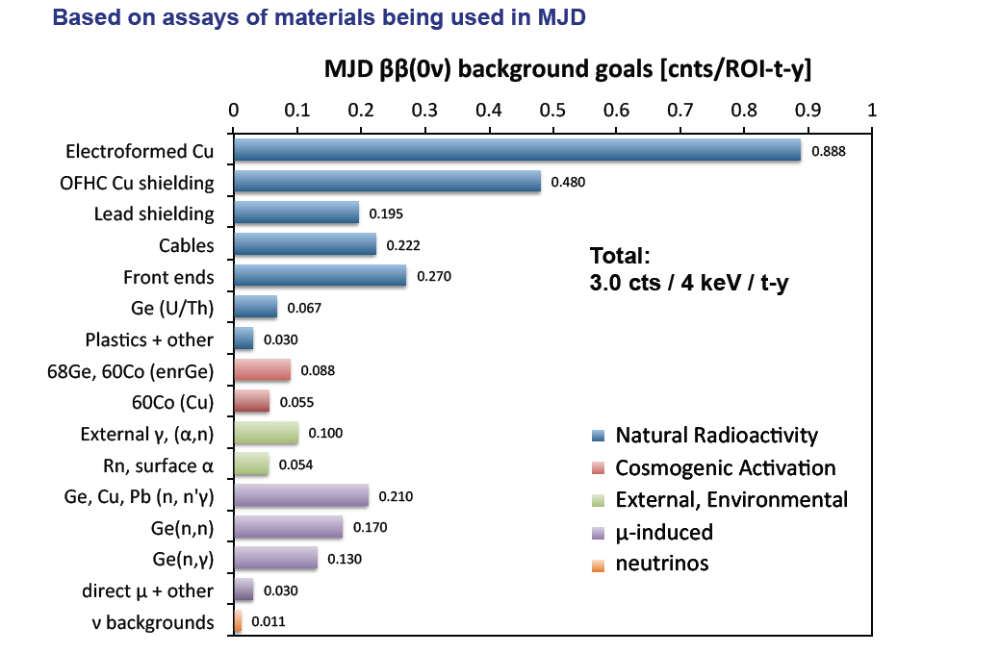 Based on assays of materials being used in MJD
MJD ββ(0ν) background goals [cnts/ROI-t-y]
0 0.1 0.2 0.3 0.4 0.5 0.6 0.7 0.8 0.9 1
Electroformed Cu 0.888
OFHC Cu shielding 0.480
Lead shielding 0.195
Cables 0.222
Front ends 0.270
Ge (U/Th) 0.067
Plastics + other 0.030
68Ge, 60Co (enrGe) 0.088
60Co (Cu) 0.055
External γ, (α,n) 0.100
Rn, surface α 0.054
Ge, Cu, Pb (n, n'γ) 0.210
Ge(n,n) 0.170
Ge(n,γ) 0.130
direct μ + other 0.030
ν backgrounds 0.011
Total:
3.0 cts / 4 keV / t-y
Natural Radioactivity
Cosmogenic Activation
External, Environmental
μ-induced
neutrinos